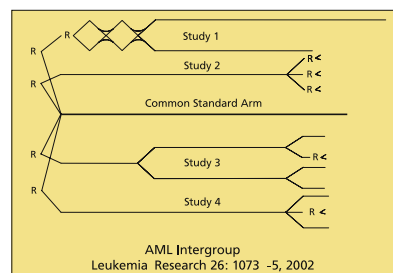 R
Study 1
R
Study 2
R <
R <
R
R <
Common Standard Arm
R
Study 3
R <
R
Study 4
R <
AML Intergroup
Leukemia Research 26: 1073 -5, 2002